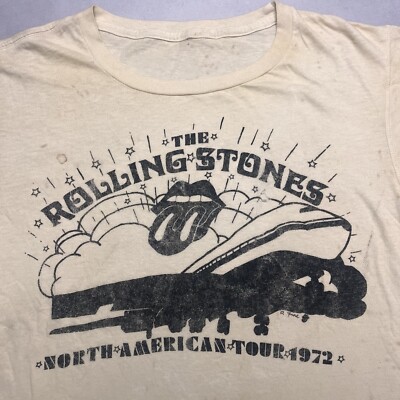 THE
ROLLING STONES
NORTH★AMERICAN★TOUR★1972